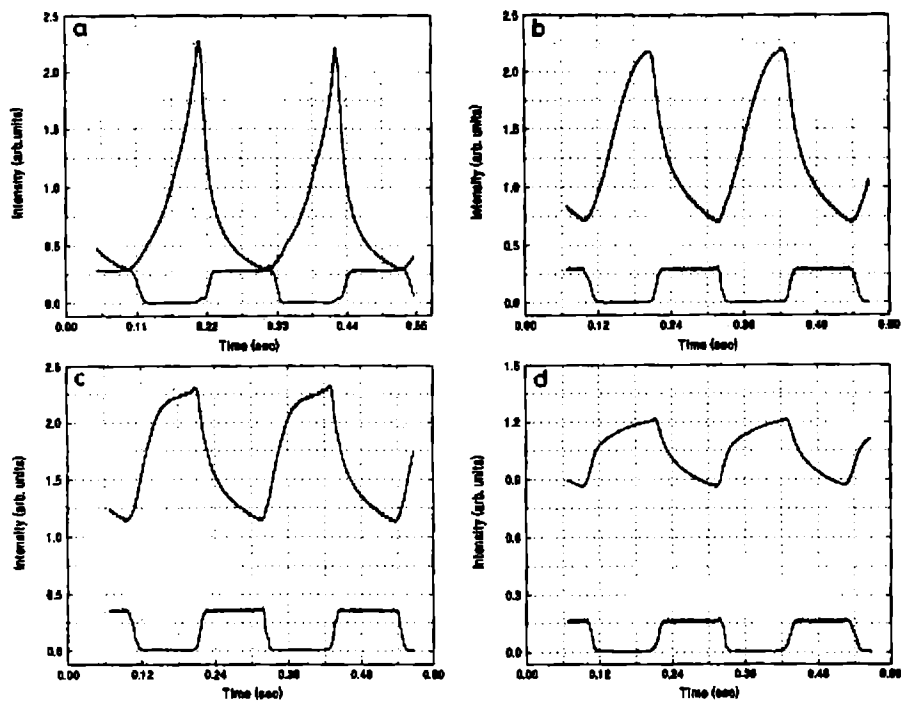 a
2.5
2.0
1.5
1.0
0.5
0.0
Intensity (arb.units)
0.00 0.11 0.22 0.33 0.44 0.55
Time (sec)
b
2.5
2.0
1.5
1.0
0.5
0.0
Intensity (arb. units)
0.00 0.12 0.24 0.36 0.48 0.60
Time (sec)
c
2.5
2.0
1.5
1.0
0.5
0.0
Intensity (arb. units)
0.00 0.12 0.24 0.36 0.48 0.60
Time (sec)
d
1.5
1.2
0.9
0.6
0.3
0.0
Intensity (arb. units)
0.00 0.12 0.24 0.36 0.48 0.60
Time (sec)